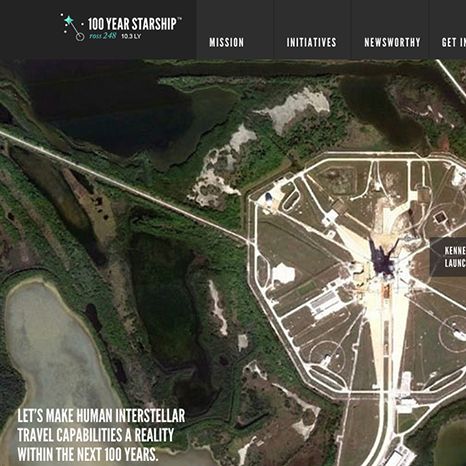 100 YEAR STARSHIP™
ross 248 10.3 LY
MISSION
INITIATIVES
NEWSWORTHY
GET IN
KENNE
LAUNC
LET'S MAKE HUMAN INTERSTELLAR
TRAVEL CAPABILITIES A REALITY
WITHIN THE NEXT 100 YEARS.